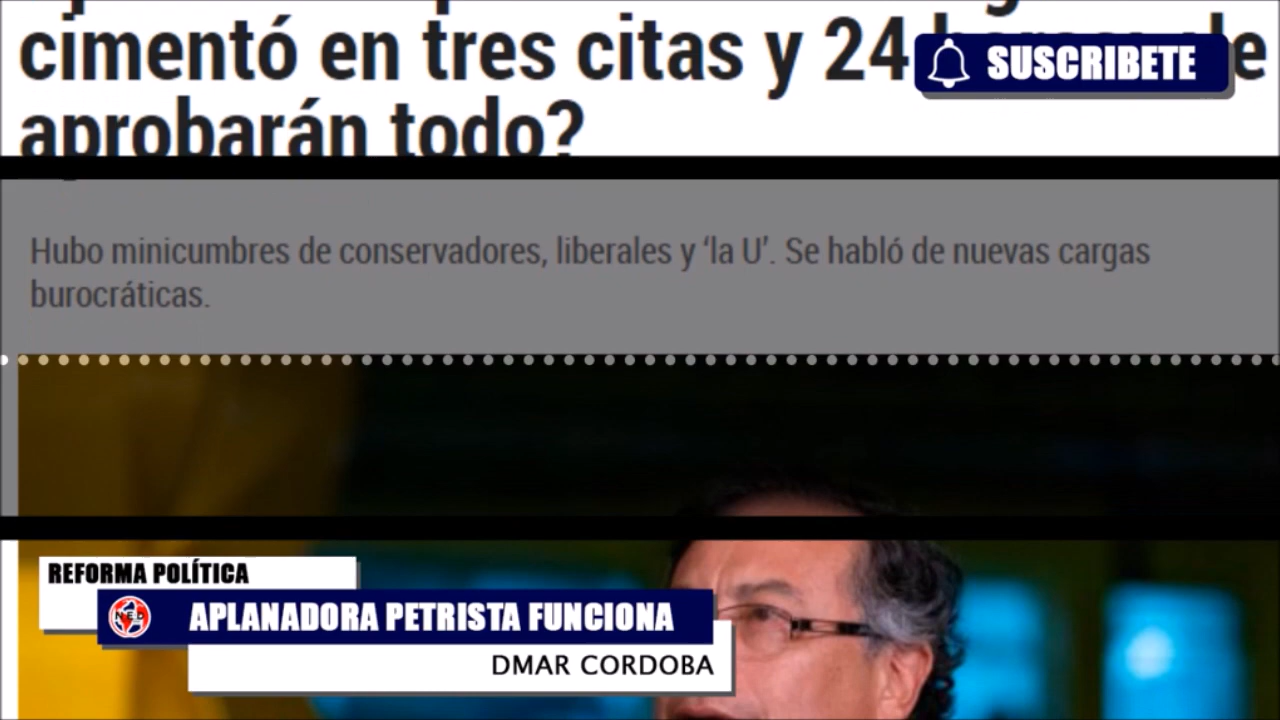 cimentó en tres citas y 24
SUSCRIBETE
aprobarán todo?
Hubo minicumbres de conservadores, liberales y ‘la U’. Se habló de nuevas cargas
burocráticas.
REFORMA POLÍTICA
APLANADORA PETRISTA FUNCIONA
DMAR CORDOBA